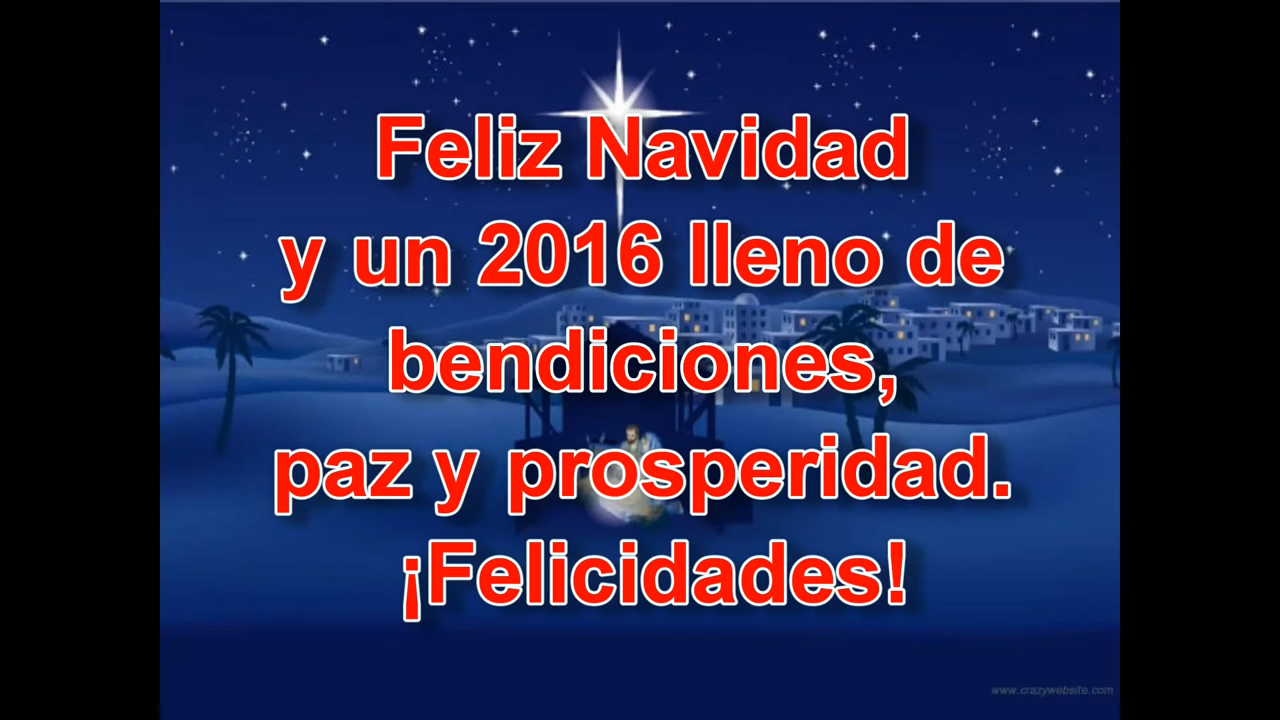 Feliz Navidad
y un 2016 lleno de
bendiciones,
paz y prosperidad.
¡Felicidades!
www.crazywebsite.com